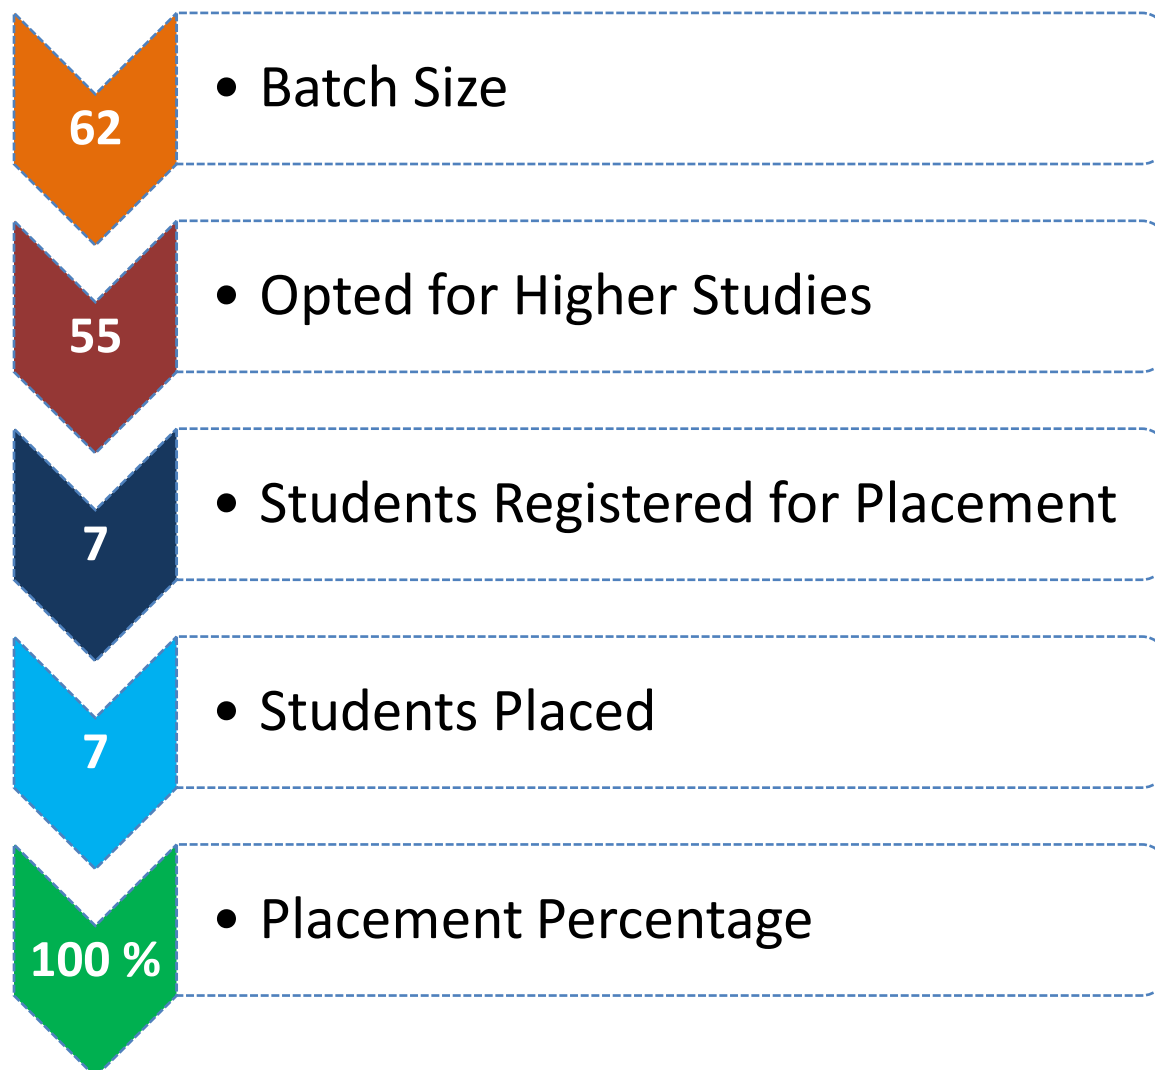 62
• Batch Size
55
• Opted for Higher Studies
7
• Students Registered for Placement
7
• Students Placed
100 %
• Placement Percentage